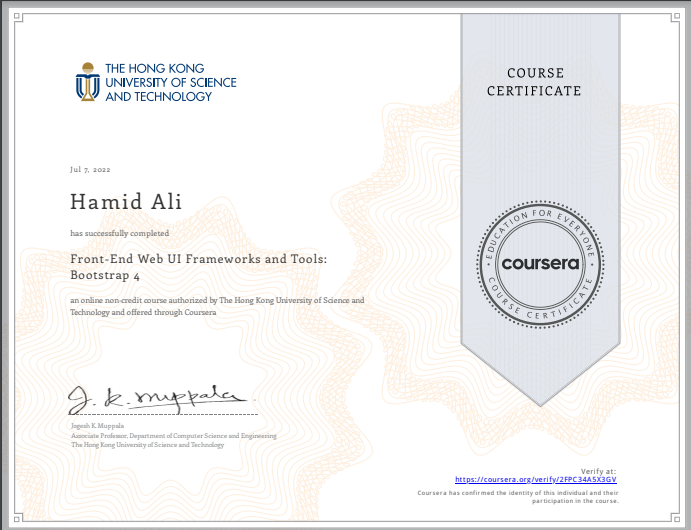 THE HONG KONG
UNIVERSITY OF SCIENCE
AND TECHNOLOGY
COURSE
CERTIFICATE
Jul 7, 2022
Hamid Ali
has successfully completed
Front-End Web UI Frameworks and Tools:
Bootstrap 4
an online non-credit course authorized by The Hong Kong University of Science and
Technology and offered through Coursera
EDUCATION FOR EVERYONE
coursera
COURSE CERTIFICATE
J. K. Muppala
Jogesh K. Muppala
Associate Professor, Department of Computer Science and Engineering
The Hong Kong University of Science and Technology
Verify at:
https://coursera.org/verify/2FPC34A5X3GV
Coursera has confirmed the identity of this individual and their
participation in the course.